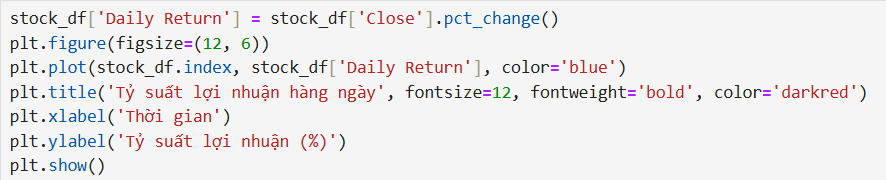 stock_df['Daily Return'] = stock_df['Close'].pct_change()
plt.figure(figsize=(12, 6))
plt.plot(stock_df.index, stock_df['Daily Return'], color='blue')
plt.title('Tỷ suất lợi nhuận hàng ngày', fontsize=12, fontweight='bold', color='darkred')
plt.xlabel('Thời gian')
plt.ylabel('Tỷ suất lợi nhuận (%)')
plt.show()